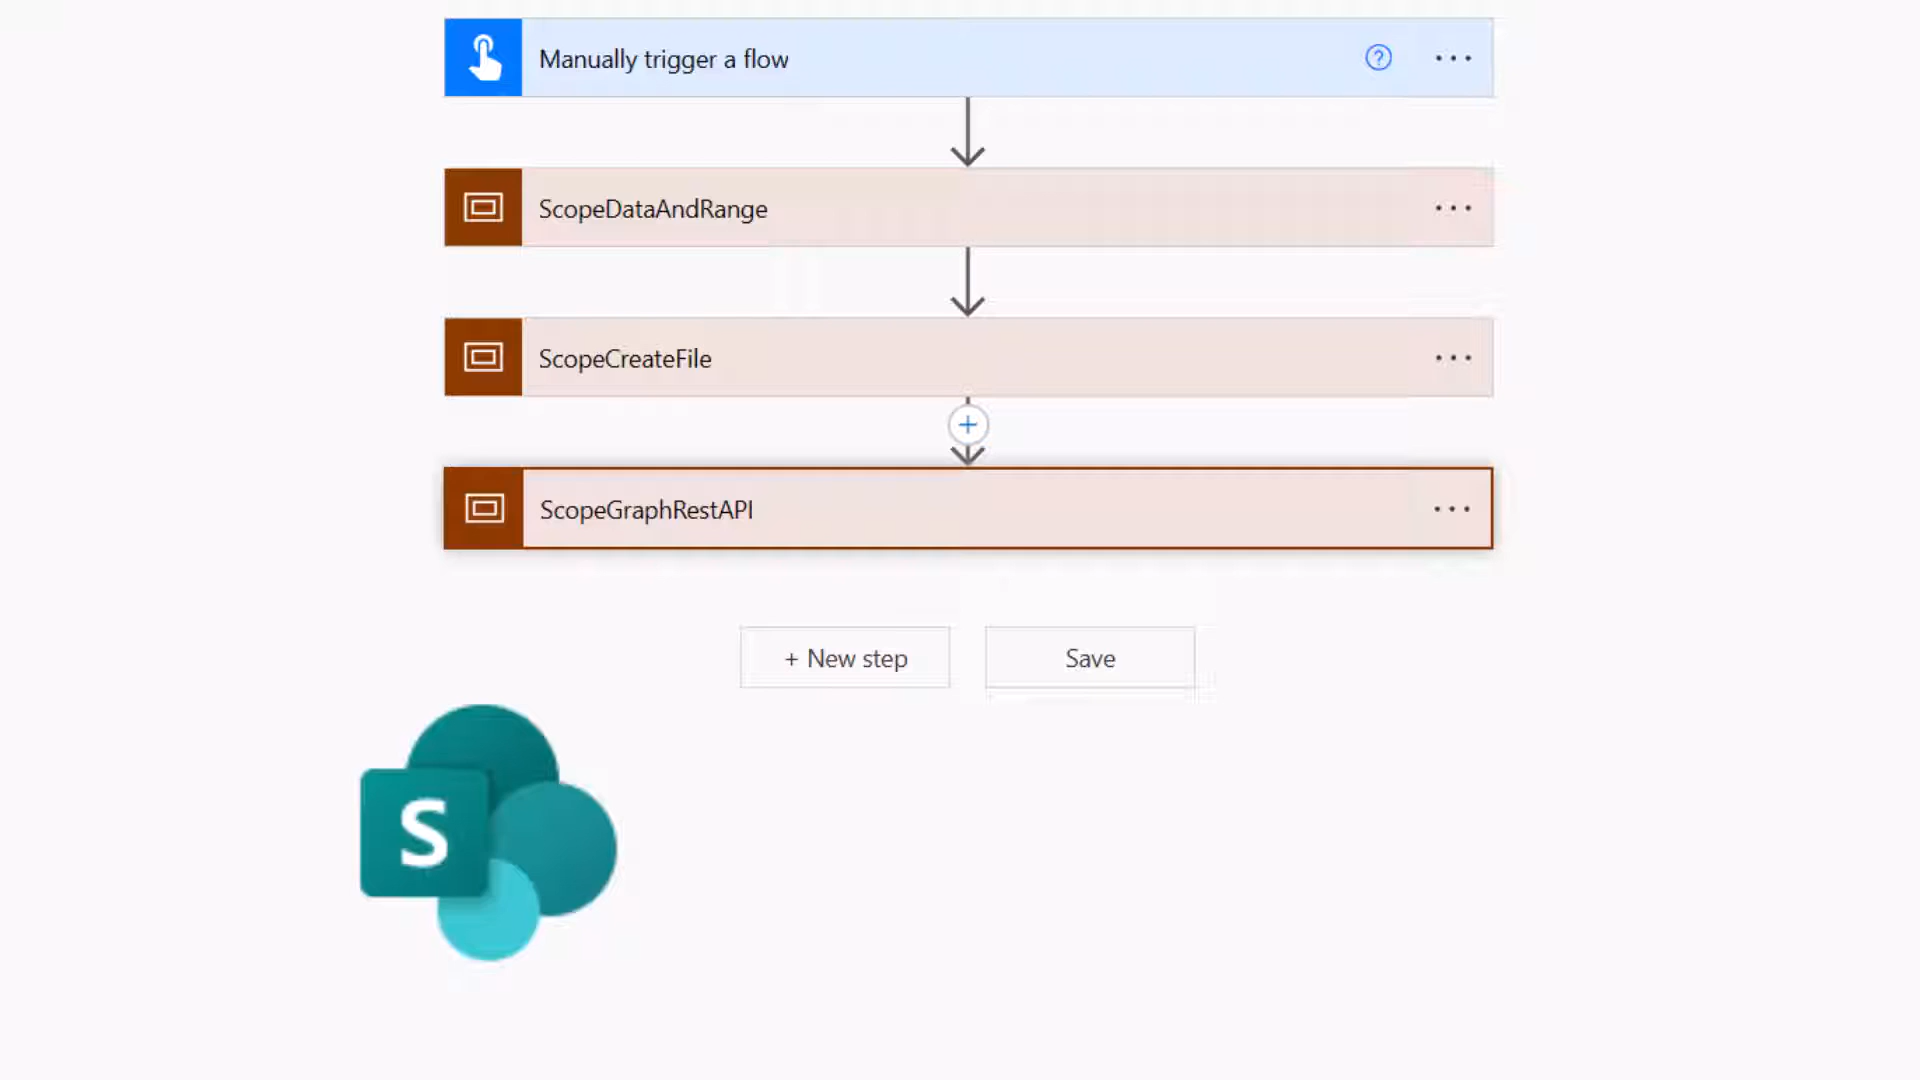 Manually trigger a flow
ScopeDataAndRange
ScopeCreateFile
ScopeGraphRestAPI
+ New step
Save
S